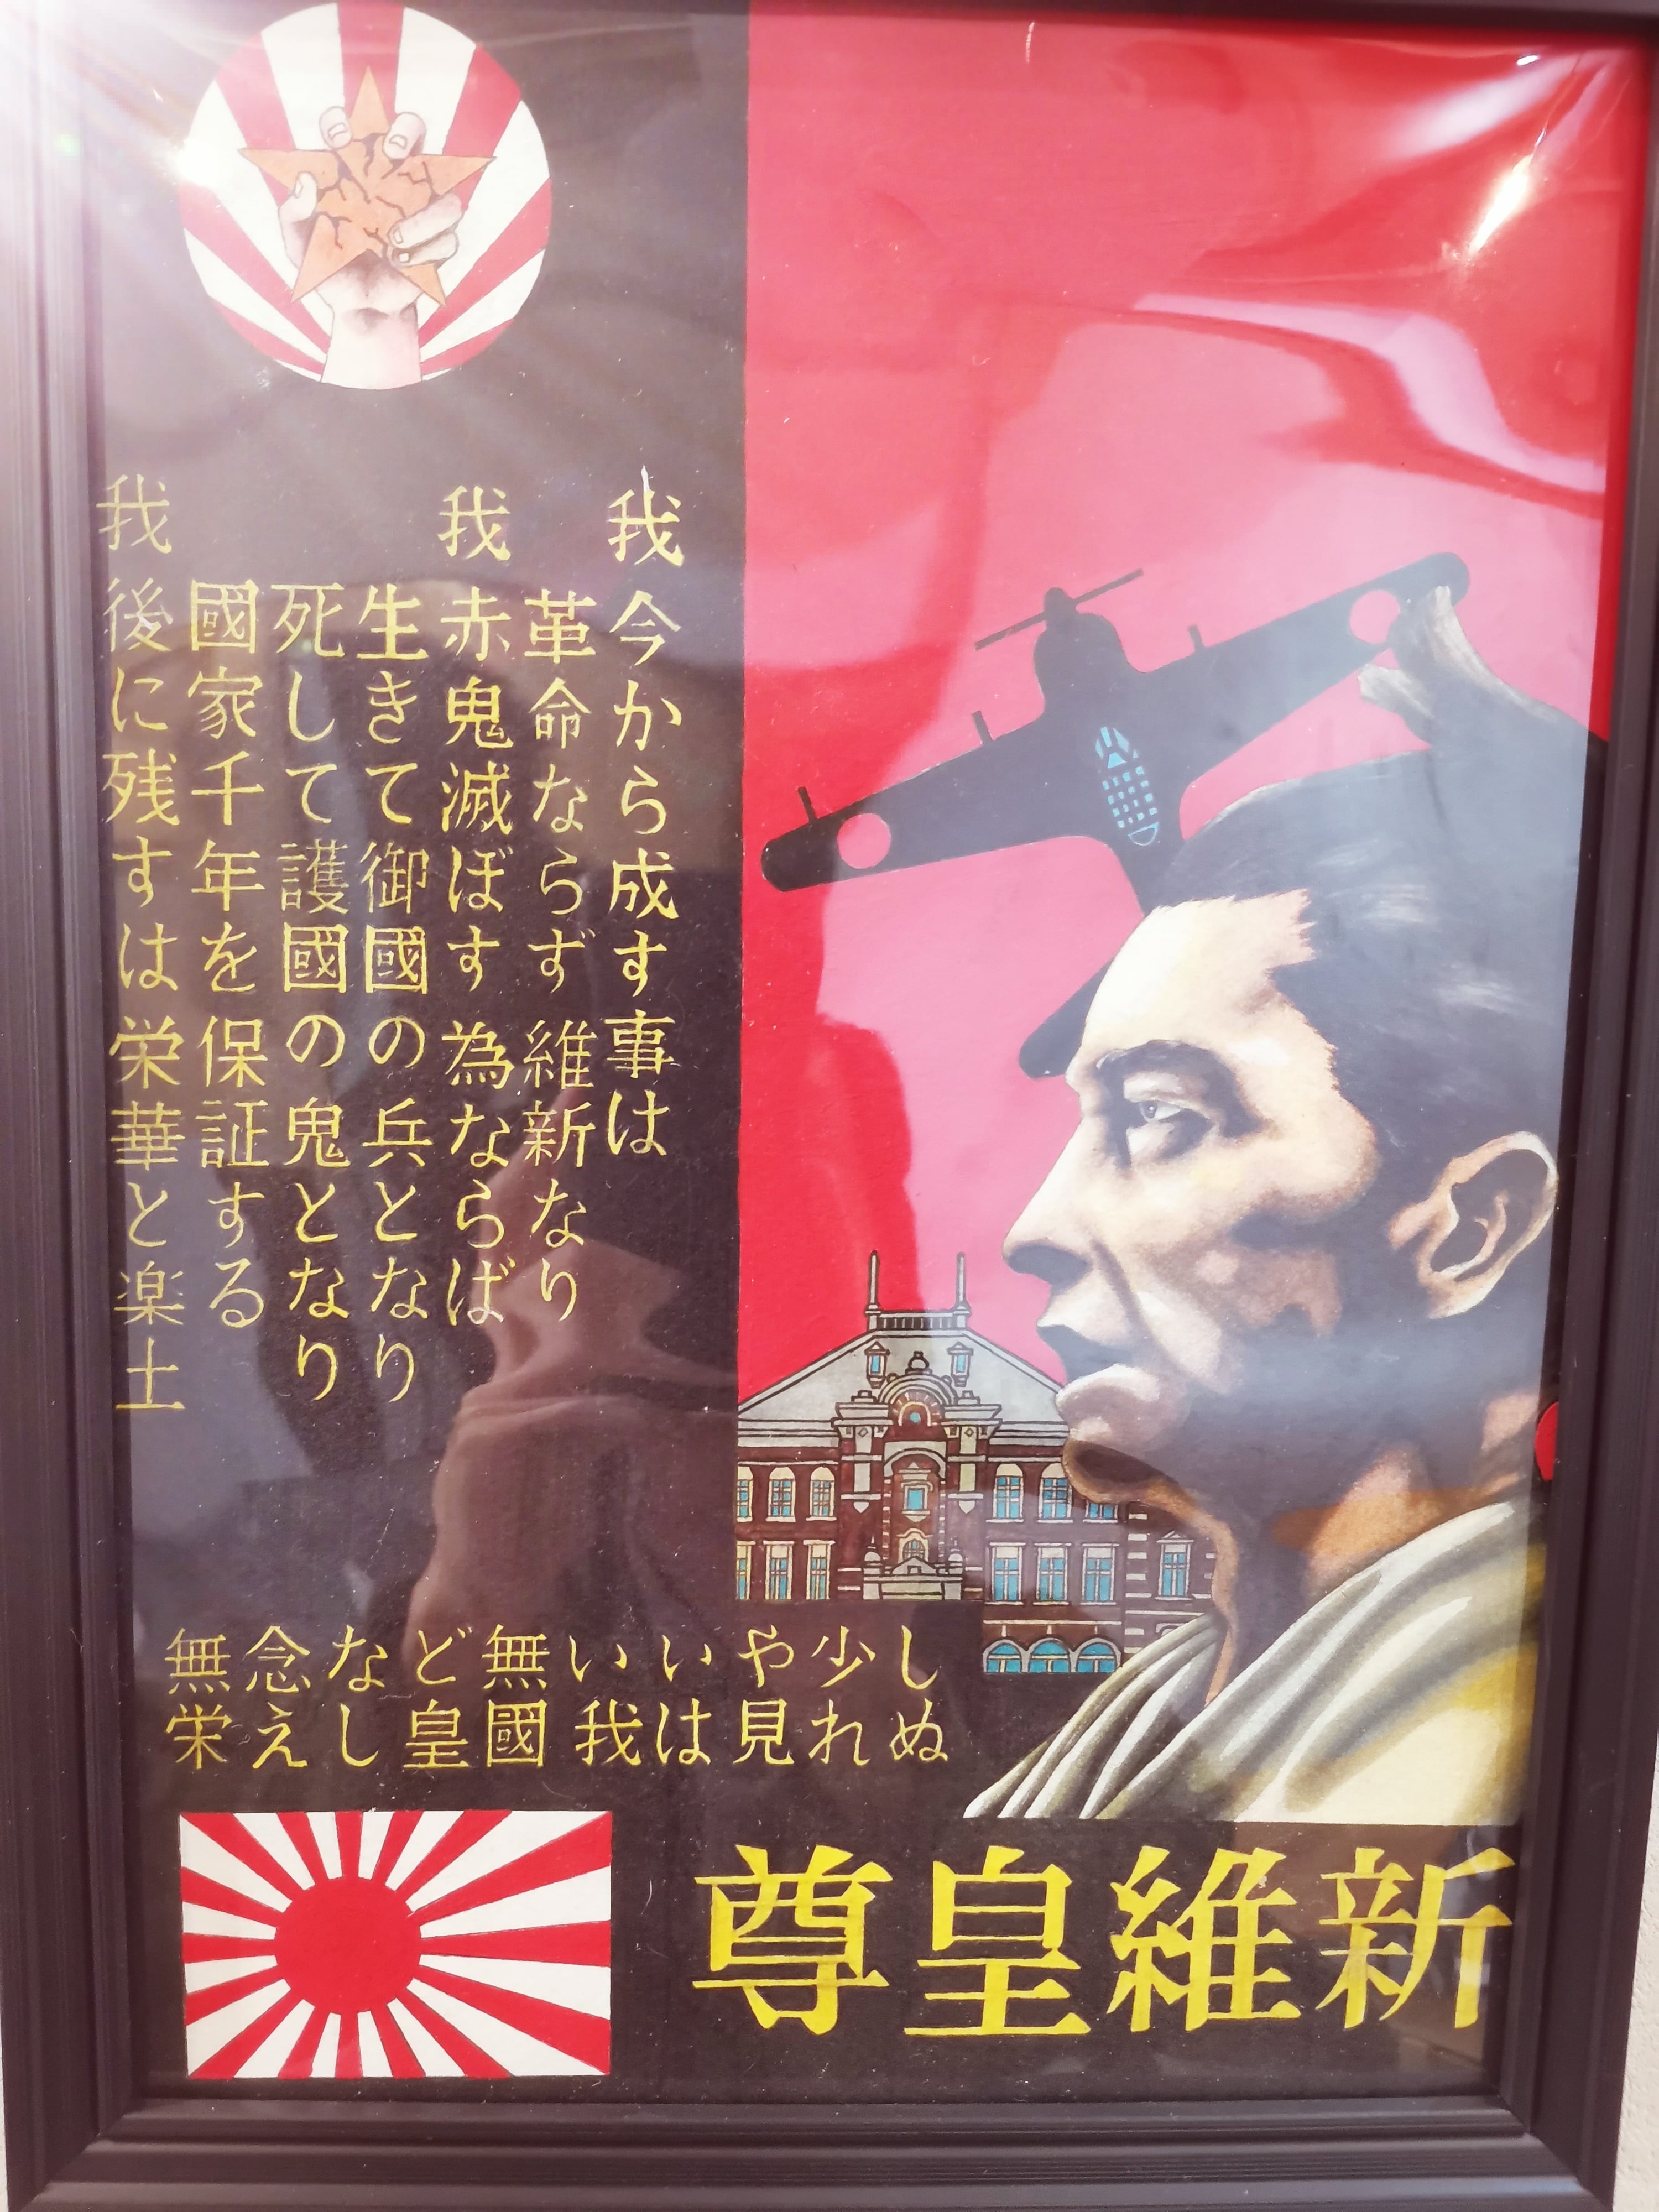 我今から成す事は
革命ならず維新なり
我赤鬼滅ぼす為ならば
生きて御國の兵となり
死して護國の鬼となり
國家千年を保証する
我後に残すは栄華と楽土
無念など無いいや少し
栄えし皇國我は見れぬ
尊皇維新